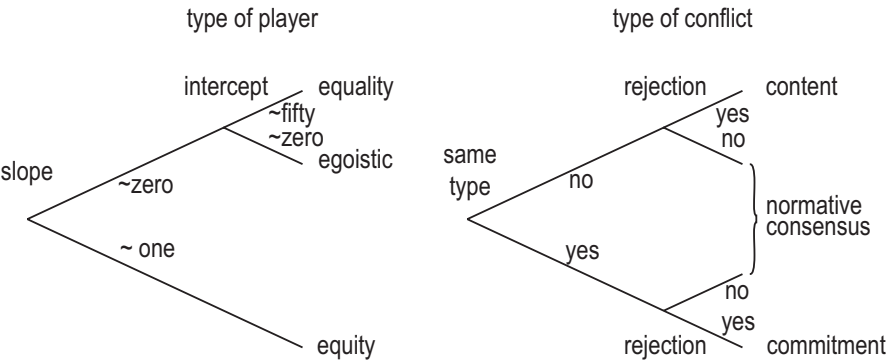 type of player
intercept
equality
~fifty
~zero
egoistic
slope
~zero
~ one
equity
type of conflict
rejection
content
yes
no
same
type
no
normative
consensus
yes
no
yes
rejection
commitment